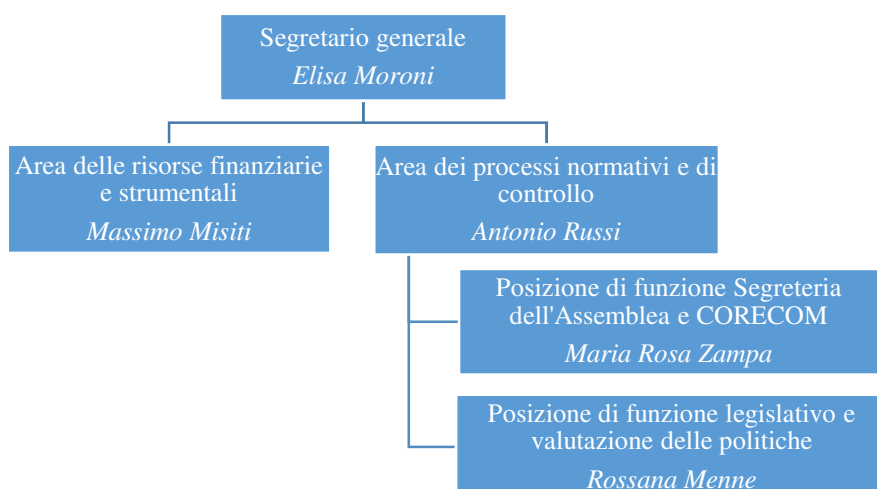 Segretario generale
Elisa Moroni
Area delle risorse finanziarie
e strumentali
Massimo Misiti
Area dei processi normativi e di
controllo
Antonio Russi
Posizione di funzione Segreteria
dell'Assemblea e CORECOM
Maria Rosa Zampa
Posizione di funzione legislativo e
valutazione delle politiche
Rossana Menne